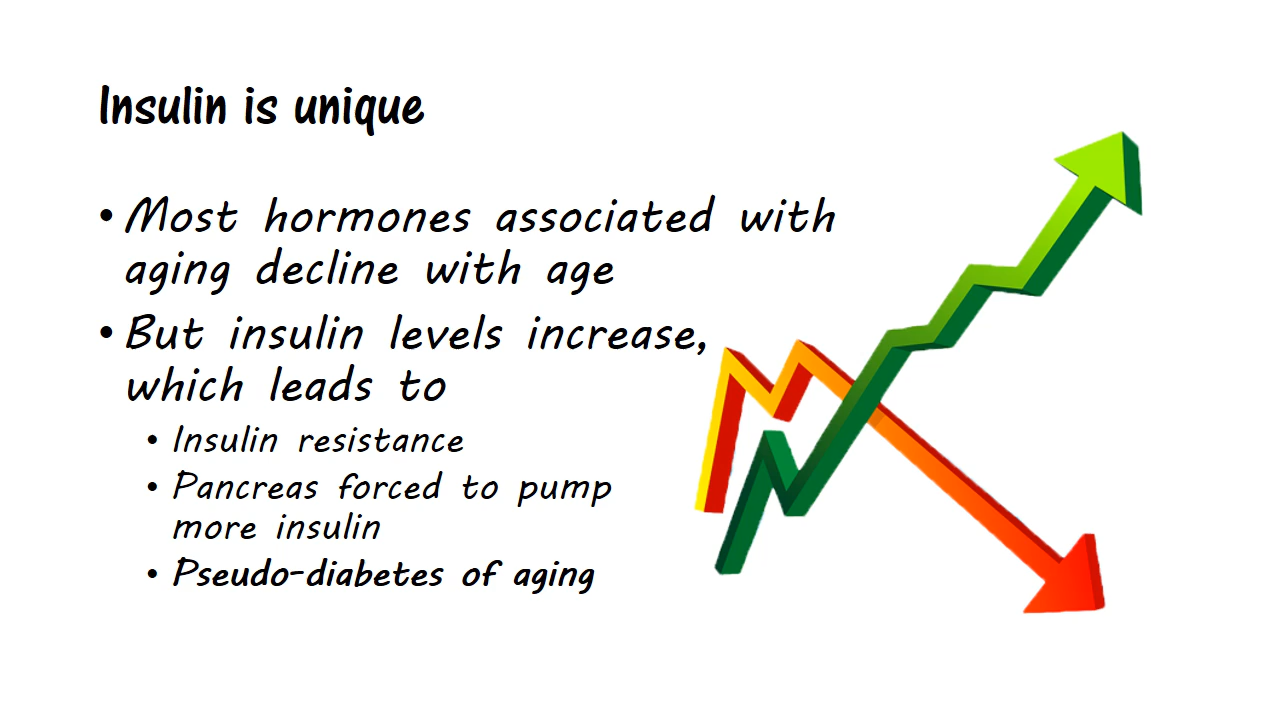 Insulin is unique
• Most hormones associated with
aging decline with age
• But insulin levels increase,
which leads to
• Insulin resistance
• Pancreas forced to pump
more insulin
• Pseudo-diabetes of aging